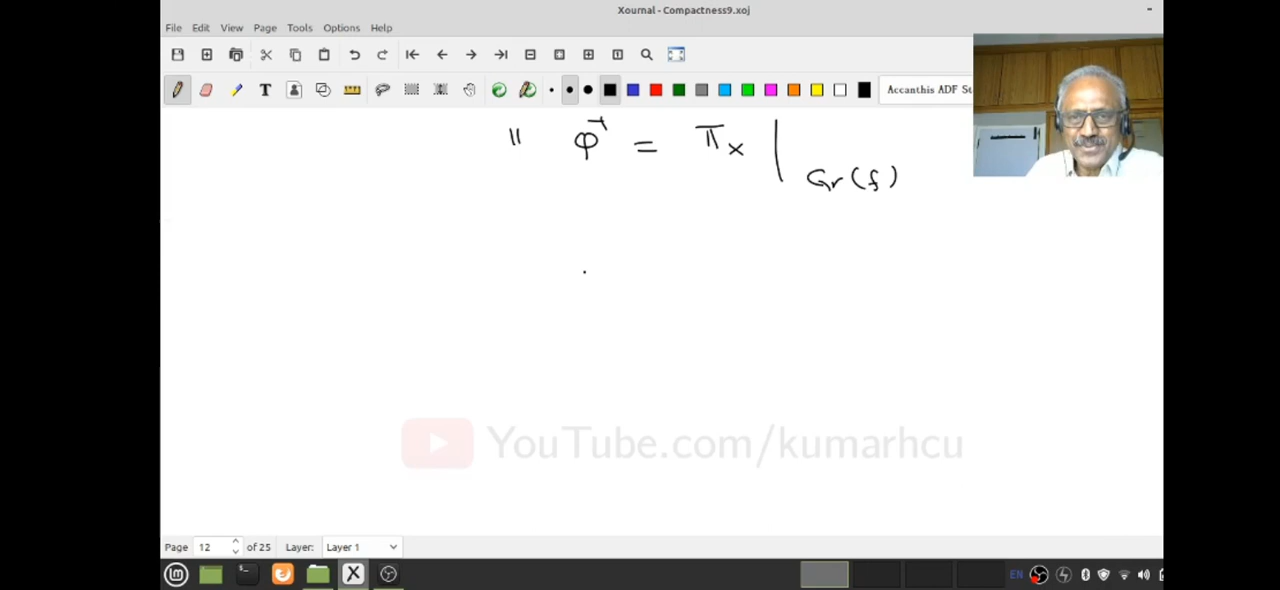 Xournal - Compactness9.xoj
File Edit View Page Tools Options Help
Accanthis ADF St
" φ⁻¹ = π_X |_{Gr(f)}
YouTube.com/kumarhcu
Page 12 of 25 Layer: Layer 1
EN